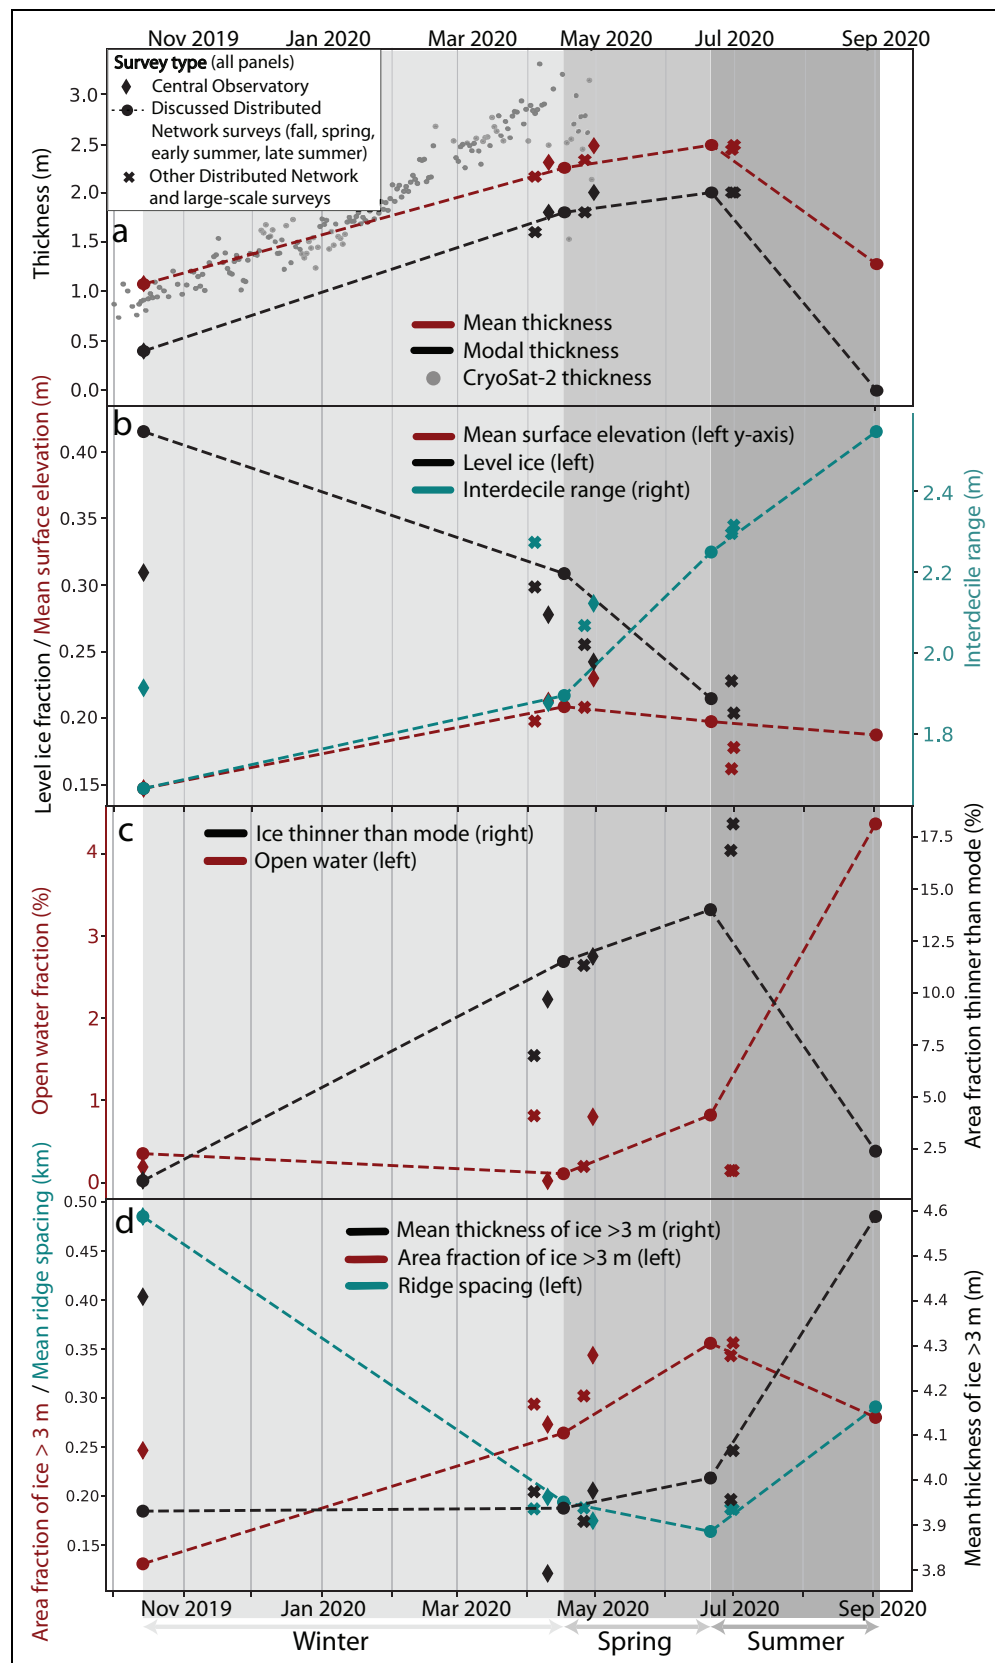 Nov 2019 Jan 2020 Mar 2020 May 2020 Jul 2020 Sep 2020
Survey type (all panels)
Central Observatory
Discussed Distributed
Network surveys (fall, spring,
early summer, late summer)
Other Distributed Network
and large-scale surveys
Thickness (m)
3.0
2.5
2.0
1.5
1.0
0.5
0.0
a
Mean thickness
Modal thickness
CryoSat-2 thickness
Level ice fraction / Mean surface elevation (m)
0.40
0.35
0.30
0.25
0.20
0.15
b
Mean surface elevation (left y-axis)
Level ice (left)
Interdecile range (right)
2.4
2.2
2.0
1.8
Interdecile range (m)
Open water fraction (%)
4
3
2
1
0
c
Ice thinner than mode (right)
Open water (left)
17.5
15.0
12.5
10.0
7.5
5.0
2.5
Area fraction thinner than mode (%)
Area fraction of ice > 3 m / Mean ridge spacing (km)
0.50
0.45
0.40
0.35
0.30
0.25
0.20
0.15
d
Mean thickness of ice >3 m (right)
Area fraction of ice >3 m (left)
Ridge spacing (left)
4.6
4.5
4.4
4.3
4.2
4.1
4.0
3.9
3.8
Mean thickness of ice >3 m (m)
Nov 2019 Jan 2020 Mar 2020 May 2020 Jul 2020 Sep 2020
Winter Spring Summer